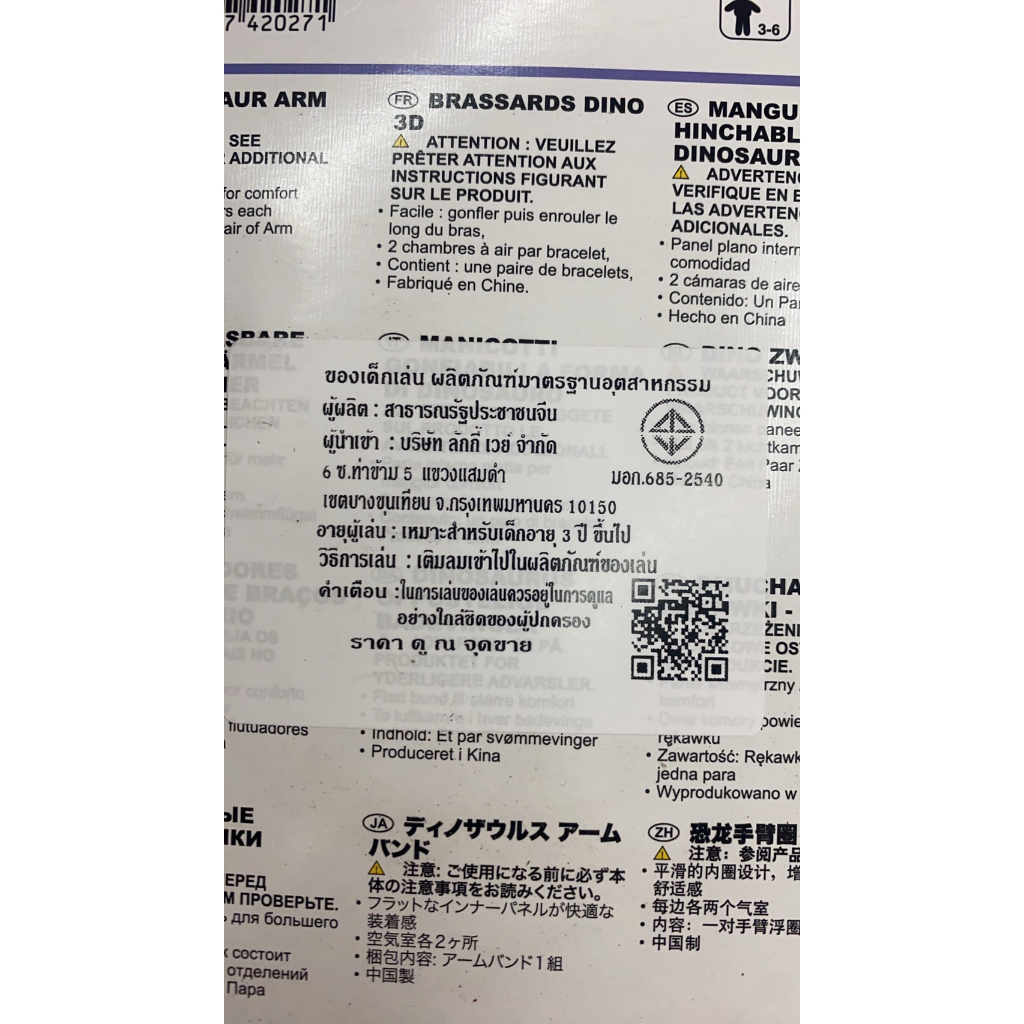 7 420271
3-6
AUR ARM
SEE
ADDITIONAL
for comfort
rs each
air of Arm
FR BRASSARDS DINO
3D
ATTENTION : VEUILLEZ
PRÊTER ATTENTION AUX
INSTRUCTIONS FIGURANT
SUR LE PRODUIT.
• Facile : gonfler puis enrouler le
long du bras,
• 2 chambres à air par bracelet,
• Contient : une paire de bracelets,
• Fabriqué en Chine.
ES MANGU
HINCHABL
DINOSAUR
ADVERTEN
VERIFIQUE EN E
LAS ADVERTEN
ADICIONALES.
• Panel plano intern
comodidad
• 2 cámaras de aire
• Contenido: Un Pa
• Hecho en China
IT MANICOTTI
ของเด็กเล่น ผลิตภัณฑ์มาตรฐานอุตสาหกรรม
ผู้ผลิต : สาธารณรัฐประชาชนจีน
ผู้นำเข้า : บริษัท ลักกี้ เวย์ จำกัด
6 ซ.ท่าข้าม 5 แขวงแสมดำ
มอก.685-2540
เขตบางขุนเทียน จ.กรุงเทพมหานคร 10150
อายุผู้เล่น : เหมาะสำหรับเด็กอายุ 3 ปี ขึ้นไป
วิธีการเล่น : เติมลมเข้าไปในผลิตภัณฑ์ของเล่น
คำเตือน :ในการเล่นของเล่นควรอยู่ในการดูแล
อย่างใกล้ชิดของผู้ปกครอง
ราคา ดู ณ จุดขาย
flutuadores
• Indhold: Et par svømmevinger
• Produceret i Kina
rękawku
• Zawartość: Rękawk
jedna para
• Wyprodukowano w
ЫЕ
ИКИ
ЕРЕД
М ПРОВЕРЬТЕ.
ь для большего
к состоит
отделений
Пара
JA ディノザウルス アーム
バンド
注意: ご使用になる前に必ず本
体の注意事項をお読みください。
• フラットなインナーパネルが快適な
装着感
• 空気室各2ヶ所
• 梱包内容: アームバンド1組
• 中国製
ZH 恐龙手臂圈
注意：参阅产品
• 平滑的内圈设计，增
舒适感
• 每边各两个气室
• 内容：一对手臂浮圈
• 中国制